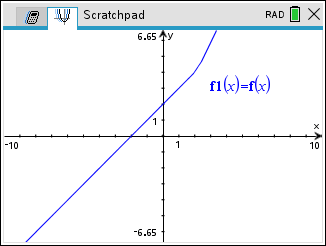 Scratchpad RAD
6.65 y
f1(x)=f(x)
1
x
-10 1 10
-6.65